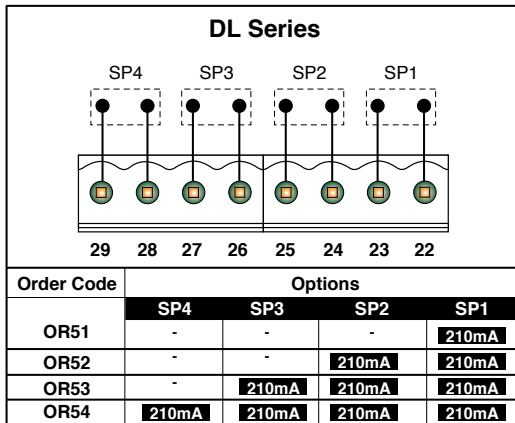 DL Series
SP4 SP3 SP2 SP1
29 28 27 26 25 24 23 22
Order Code Options
SP4 SP3 SP2 SP1
OR51 - - - 210mA
OR52 - - 210mA 210mA
OR53 - 210mA 210mA 210mA
OR54 210mA 210mA 210mA 210mA